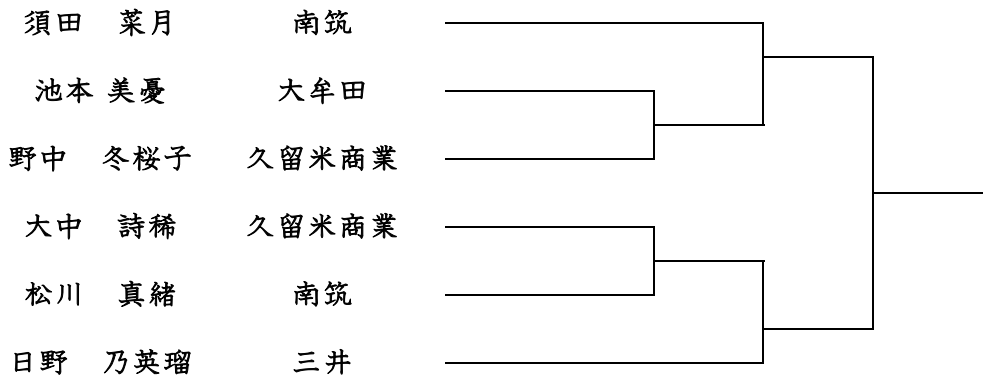 須田　菜月　南筑
池本 美憂　大牟田
野中　冬桜子　久留米商業
大中　詩稀　久留米商業
松川　真緒　南筑
日野　乃英瑠　三井